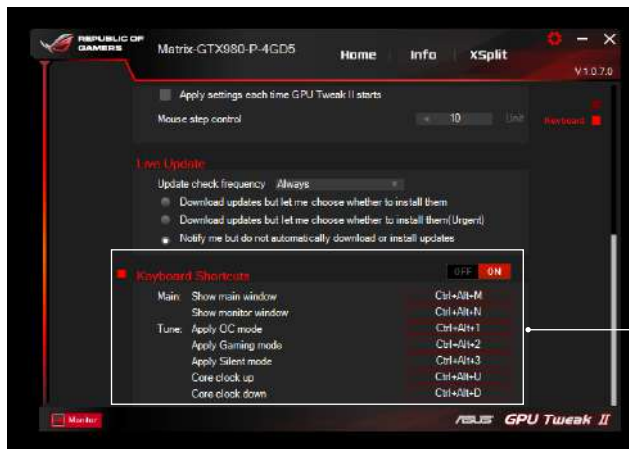 REPUBLIC OF
GAMERS
Matrix-GTX980-P-4GD5
Home
Info
XSplit
V1.0.7.0
Apply settings each time GPU Tweak II starts
Mouse step control
10
Unit
Keyboard
Live Update
Update check frequency Always
Download updates but let me choose whether to install them
Download updates but let me choose whether to install them(Urgent)
Notify me but do not automatically download or install updates
Keyboard Shortcuts
OFF ON
Main: Show main window Ctrl+Alt+M
Show monitor window Ctrl+Alt+N
Tune: Apply OC mode Ctrl+Alt+1
Apply Gaming mode Ctrl+Alt+2
Apply Silent mode Ctrl+Alt+3
Core clock up Ctrl+Alt+U
Core clock down Ctrl+Alt+D
Monitor
ASUS GPU Tweak II